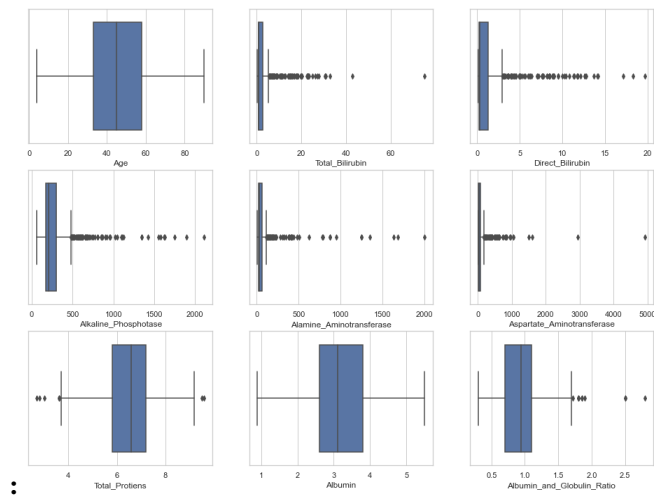 0 20 40 60 80
Age
0 20 40 60
Total_Bilirubin
0 5 10 15 20
Direct_Bilirubin
0 500 1000 1500 2000
Alkaline_Phosphotase
0 500 1000 1500 2000
Alamine_Aminotransferase
0 1000 2000 3000 4000 5000
Aspartate_Aminotransferase
4 6 8
Total_Protiens
1 2 3 4 5
Albumin
0.5 1.0 1.5 2.0 2.5
Albumin_and_Globulin_Ratio
: